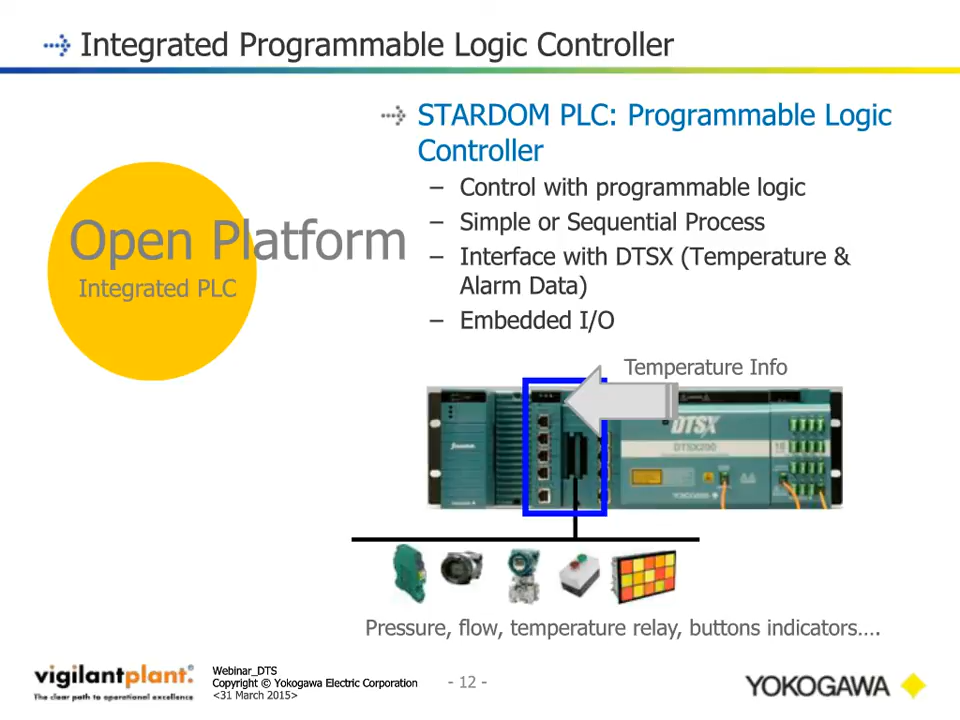 Integrated Programmable Logic Controller
STARDOM PLC: Programmable Logic
Controller
– Control with programmable logic
– Simple or Sequential Process
– Interface with DTSX (Temperature &
Alarm Data)
– Embedded I/O
Open Platform
Integrated PLC
Temperature Info
DTSX
DTSX200
YOKOGAWA
Pressure, flow, temperature relay, buttons indicators….
vigilantplant.®
The clear path to operational excellence
Webinar_DTS
Copyright © Yokogawa Electric Corporation
<31 March 2015>
- 12 -
YOKOGAWA